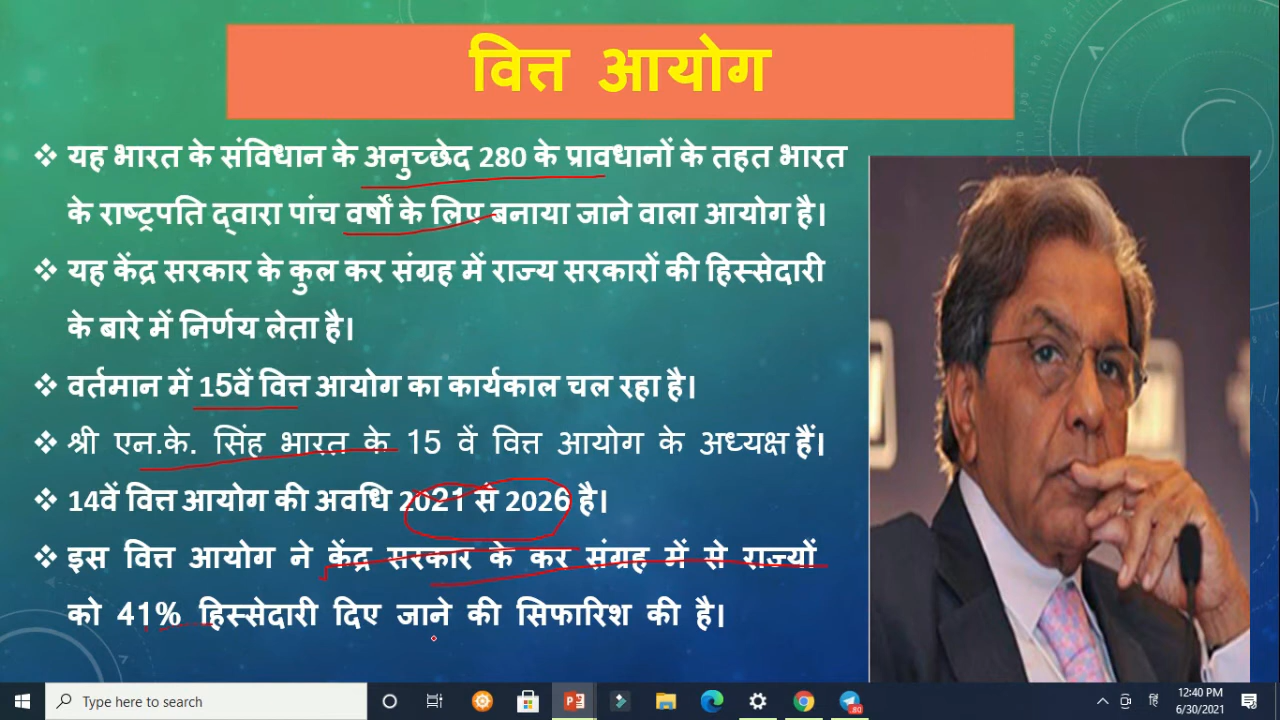 वित्त आयोग
❖ यह भारत के संविधान के अनुच्छेद 280 के प्रावधानों के तहत भारत
के राष्ट्रपति द्वारा पांच वर्षों के लिए बनाया जाने वाला आयोग है।
❖ यह केंद्र सरकार के कुल कर संग्रह में राज्य सरकारों की हिस्सेदारी
के बारे में निर्णय लेता है।
❖ वर्तमान में 15वें वित्त आयोग का कार्यकाल चल रहा है।
❖ श्री एन.के. सिंह भारत के 15 वें वित्त आयोग के अध्यक्ष हैं।
❖ 14वें वित्त आयोग की अवधि 2021 से 2026 है।
❖ इस वित्त आयोग ने केंद्र सरकार के कर संग्रह में से राज्यों
को 41% हिस्सेदारी दिए जाने की सिफारिश की है।
Type here to search
80
हिं
12:40 PM
6/30/2021